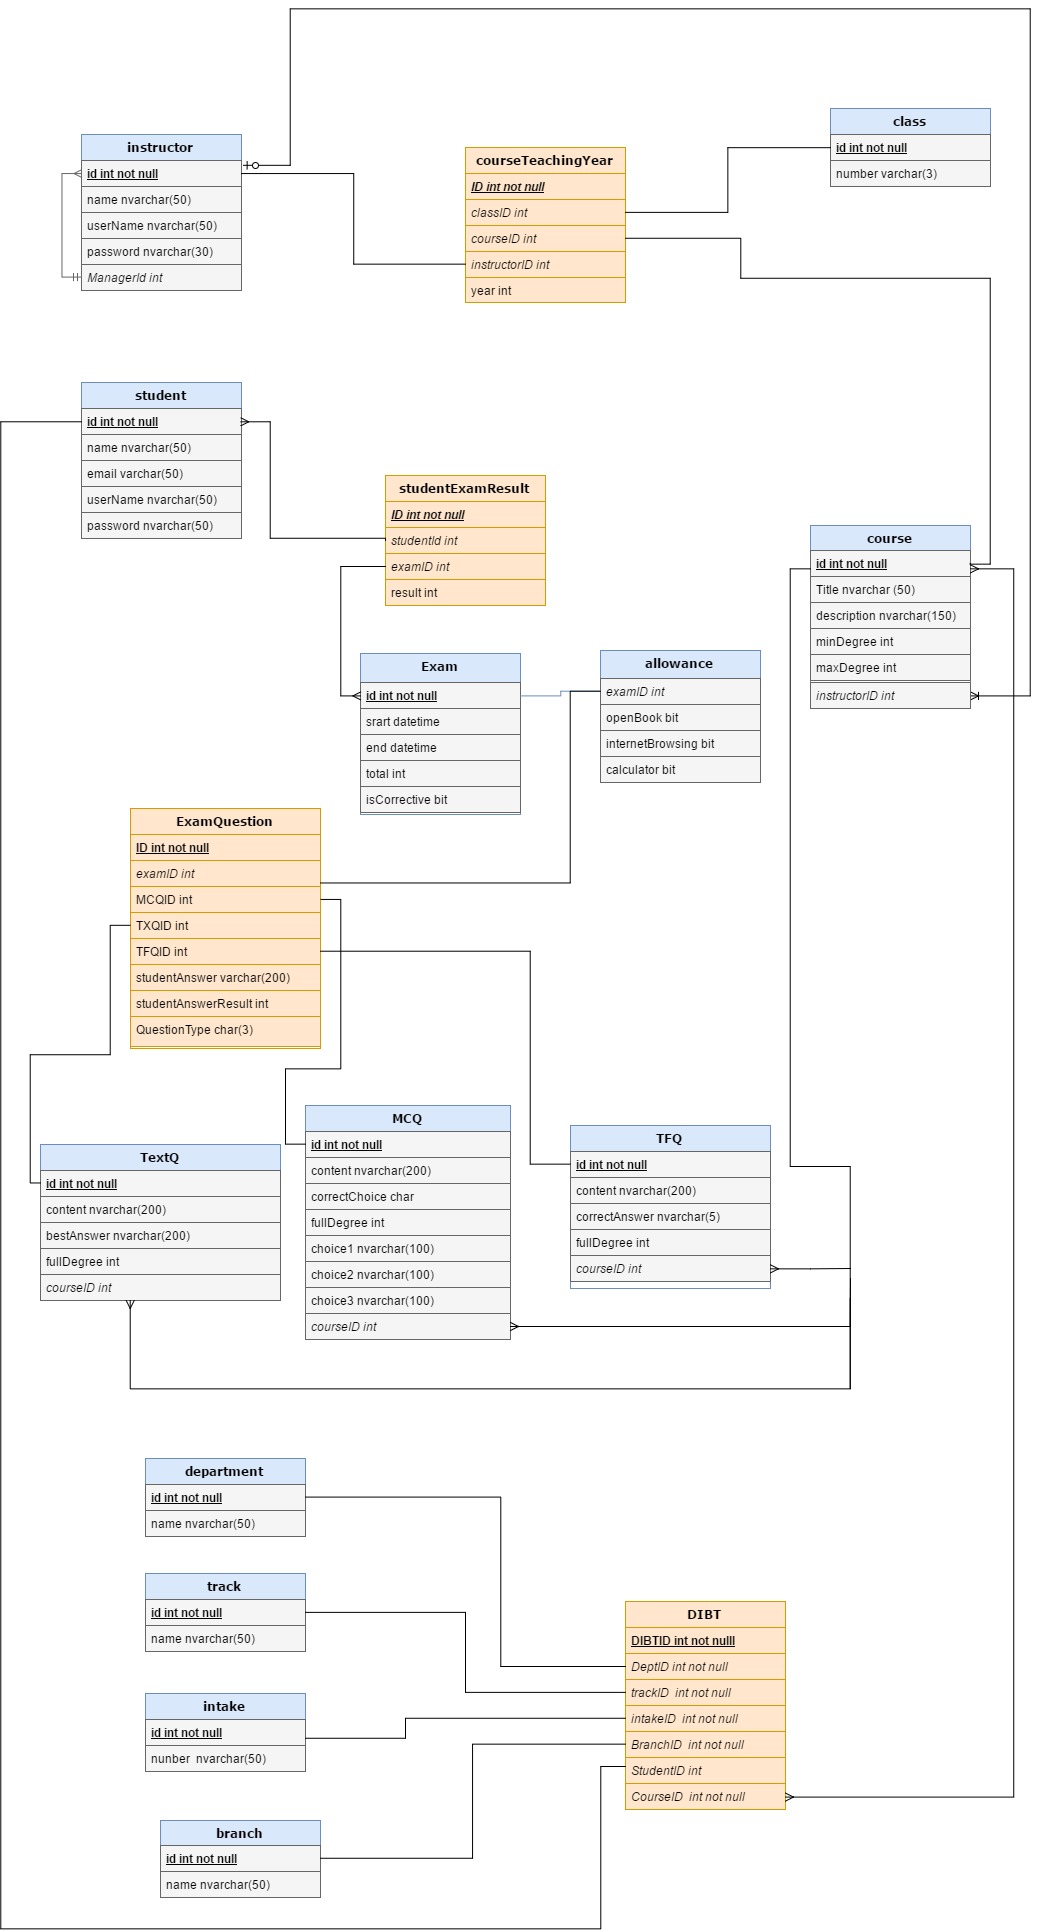 instructor
id int not null
name nvarchar(50)
userName nvarchar(50)
password nvarchar(30)
ManagerId int
courseTeachingYear
ID int not null
classID int
courseID int
instructorID int
year int
class
id int not null
number varchar(3)
student
id int not null
name nvarchar(50)
email varchar(50)
userName nvarchar(50)
password nvarchar(50)
studentExamResult
ID int not null
studentId int
examID int
result int
course
id int not null
Title nvarchar (50)
description nvarchar(150)
minDegree int
maxDegree int
instructorID int
Exam
id int not null
srart datetime
end datetime
total int
isCorrective bit
allowance
examID int
openBook bit
internetBrowsing bit
calculator bit
ExamQuestion
ID int not null
examID int
MCQID int
TXQID int
TFQID int
studentAnswer varchar(200)
studentAnswerResult int
QuestionType char(3)
TextQ
id int not null
content nvarchar(200)
bestAnswer nvarchar(200)
fullDegree int
courseID int
MCQ
id int not null
content nvarchar(200)
correctChoice char
fullDegree int
choice1 nvarchar(100)
choice2 nvarchar(100)
choice3 nvarchar(100)
courseID int
TFQ
id int not null
content nvarchar(200)
correctAnswer nvarchar(5)
fullDegree int
courseID int
department
id int not null
name nvarchar(50)
track
id int not null
name nvarchar(50)
intake
id int not null
nunber nvarchar(50)
branch
id int not null
name nvarchar(50)
DIBT
DIBTID int not nulll
DeptID int not null
trackID int not null
intakeID int not null
BranchID int not null
StudentID int
CourseID int not null